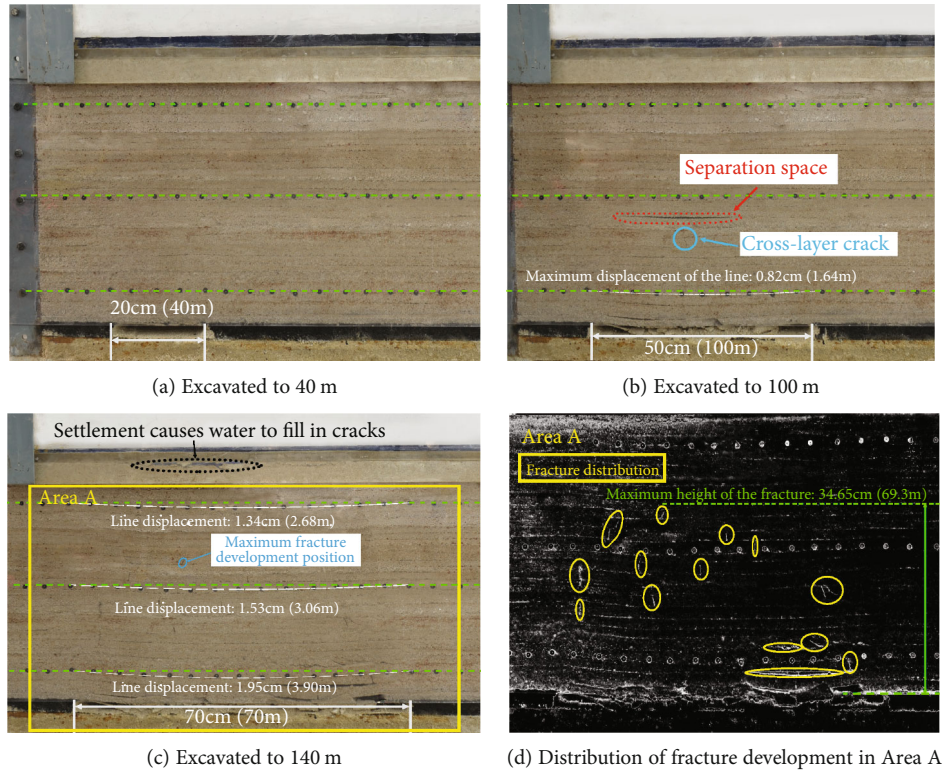 20cm (40m)
(a) Excavated to 40 m
Separation space
Cross-layer crack
Maximum displacement of the line: 0.82cm (1.64m)
50cm (100m)
(b) Excavated to 100 m
Settlement causes water to fill in cracks
Area A
Line displacement: 1.34cm (2.68m)
Maximum fracture
development position
Line displacement: 1.53cm (3.06m)
Line displacement: 1.95cm (3.90m)
70cm (70m)
(c) Excavated to 140 m
Area A
Fracture distribution
Maximum height of the fracture: 34.65cm (69.3m)
(d) Distribution of fracture development in Area A